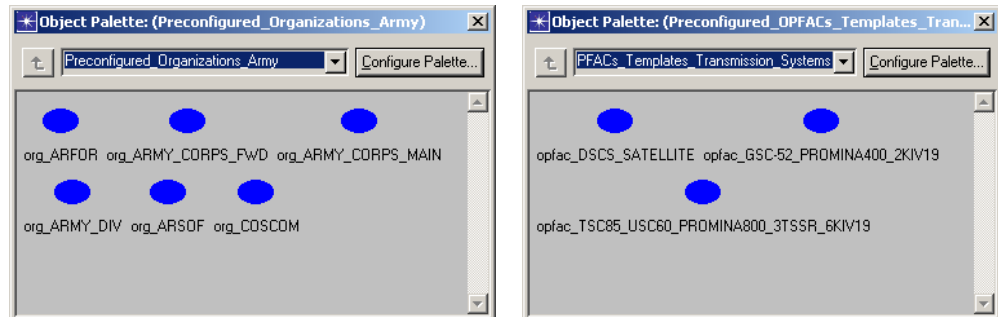 Object Palette: (Preconfigured_Organizations_Army)
Preconfigured_Organizations_Army
Configure Palette...
org_ARFOR org_ARMY_CORPS_FWD org_ARMY_CORPS_MAIN
org_ARMY_DIV org_ARSOF org_COSCOM
Object Palette: (Preconfigured_OPFACs_Templates_Tran...
PFACs_Templates_Transmission_Systems
Configure Palette...
opfac_DSCS_SATELLITE opfac_GSC-52_PROMINA400_2KIV19
opfac_TSC85_USC60_PROMINA800_3TSSR_6KIV19